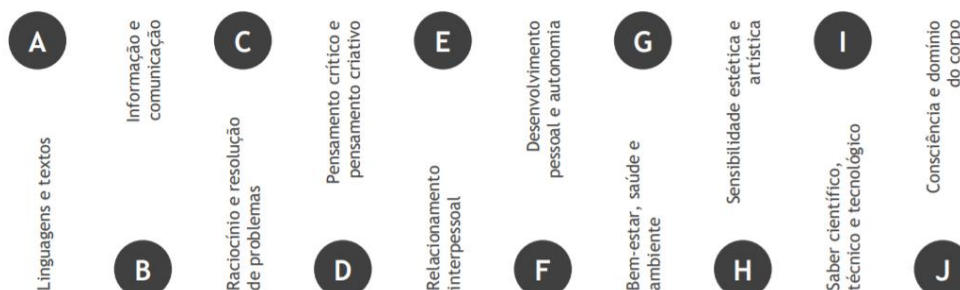 A
Linguagens e textos
Informação e
comunicação
B
C
Raciocínio e resolução
de problemas
Pensamento crítico e
pensamento criativo
D
E
Relacionamento
interpessoal
Desenvolvimento
pessoal e autonomia
F
G
Bem-estar, saúde e
ambiente
Sensibilidade estética e
artística
H
I
Saber científico,
técnico e tecnológico
Consciência e domínio
do corpo
J